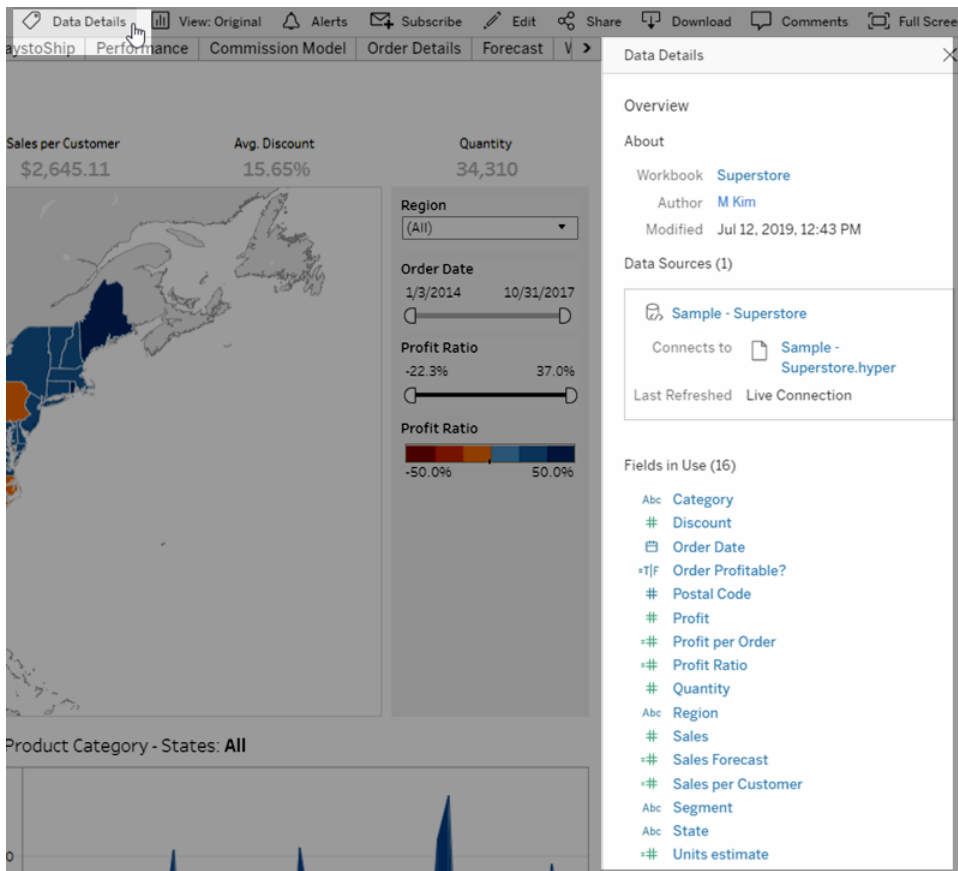 Data Details View: Original Alerts Subscribe Edit Share Download Comments Full Scree
aystoShip Performance Commission Model Order Details Forecast
Sales per Customer Avg. Discount Quantity
$2,645.11 15.65% 34,310
Region
(All)
Order Date
1/3/2014 10/31/2017
Profit Ratio
-22.3% 37.0%
Profit Ratio
-50.0% 50.0%
Product Category - States: All
0
Data Details
Overview
About
Workbook Superstore
Author M Kim
Modified Jul 12, 2019, 12:43 PM
Data Sources (1)
Sample - Superstore
Connects to Sample -
Superstore.hyper
Last Refreshed Live Connection
Fields in Use (16)
Abc Category
# Discount
Order Date
=T|F Order Profitable?
# Postal Code
# Profit
=# Profit per Order
=# Profit Ratio
# Quantity
Abc Region
# Sales
=# Sales Forecast
=# Sales per Customer
Abc Segment
Abc State
=# Units estimate